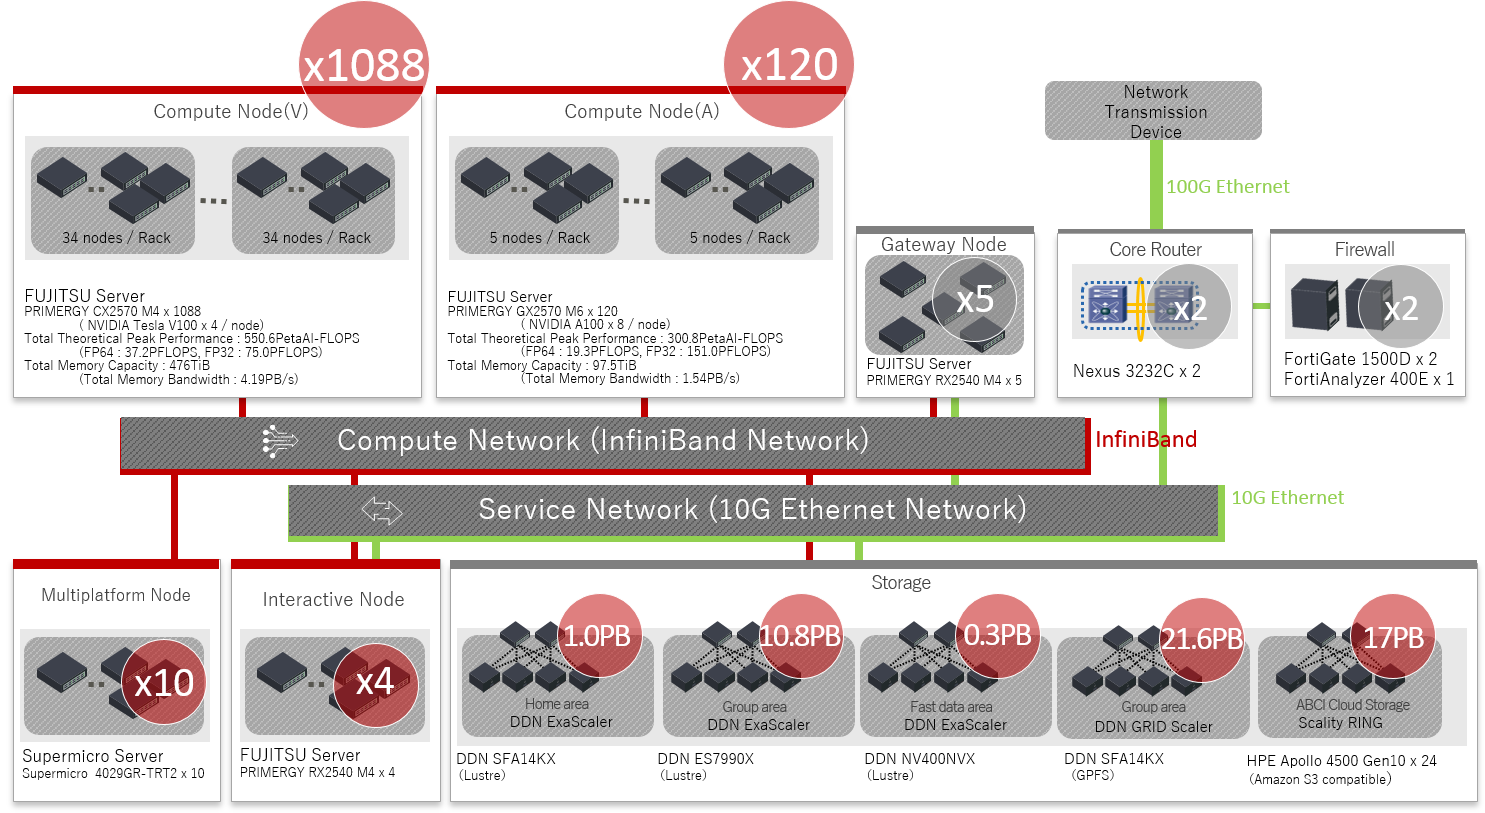 x1088
Compute Node(V)
34 nodes / Rack
34 nodes / Rack
FUJITSU Server
PRIMERGY CX2570 M4 x 1088
( NVIDIA Tesla V100 x 4 / node)
Total Theoretical Peak Performance : 550.6PetaAI-FLOPS
(FP64 : 37.2PFLOPS, FP32 : 75.0PFLOPS)
Total Memory Capacity : 476TiB
(Total Memory Bandwidth : 4.19PB/s)
x120
Compute Node(A)
5 nodes / Rack
5 nodes / Rack
FUJITSU Server
PRIMERGY GX2570 M6 x 120
( NVIDIA A100 x 8 / node)
Total Theoretical Peak Performance : 300.8PetaAI-FLOPS
(FP64 : 19.3PFLOPS, FP32 : 151.0PFLOPS)
Total Memory Capacity : 97.5TiB
(Total Memory Bandwidth : 1.54PB/s)
Network
Transmission
Device
100G Ethernet
Gateway Node
x5
FUJITSU Server
PRIMERGY RX2540 M4 x 5
Core Router
x2
Nexus 3232C x 2
Firewall
x2
FortiGate 1500D x 2
FortiAnalyzer 400E x 1
Compute Network (InfiniBand Network)
InfiniBand
Service Network (10G Ethernet Network)
10G Ethernet
Multiplatform Node
x10
Supermicro Server
Supermicro 4029GR-TRT2 x 10
Interactive Node
x4
FUJITSU Server
PRIMERGY RX2540 M4 x 4
Storage
1.0PB
Home area
DDN ExaScaler
DDN SFA14KX
(Lustre)
10.8PB
Group area
DDN ExaScaler
DDN ES7990X
(Lustre)
0.3PB
Fast data area
DDN ExaScaler
DDN NV400NVX
(Lustre)
21.6PB
Group area
DDN GRID Scaler
DDN SFA14KX
(GPFS)
17PB
ABCI Cloud Storage
Scality RING
HPE Apollo 4500 Gen10 x 24
(Amazon S3 compatible)